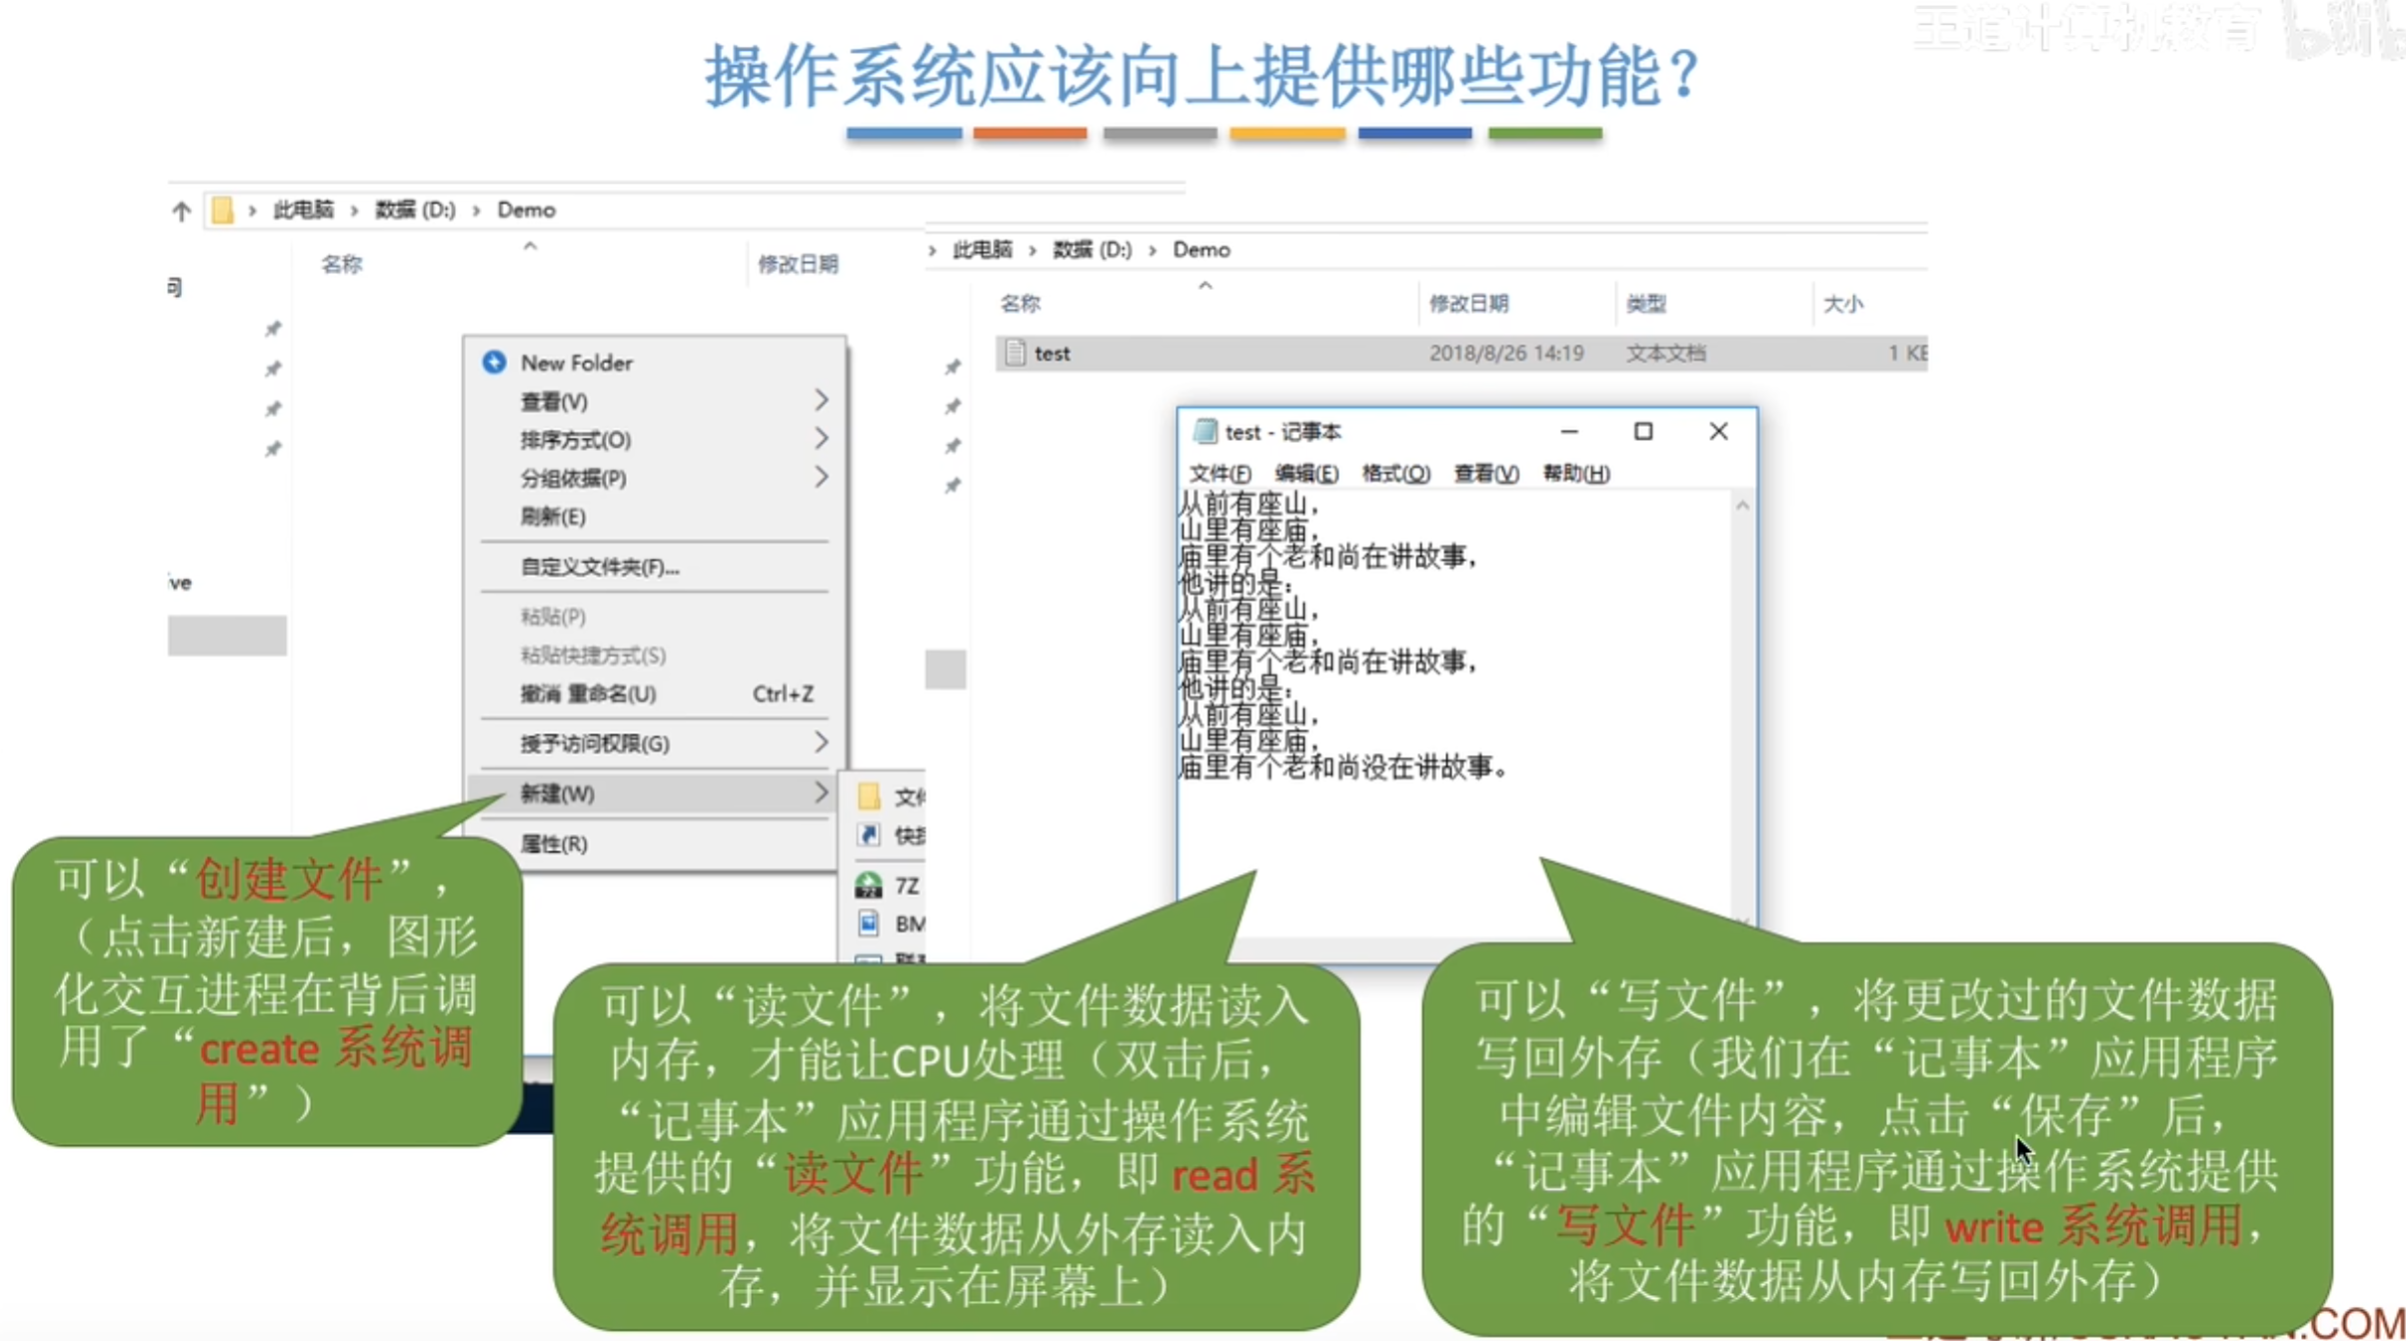 王道计算机教育
操作系统应该向上提供哪些功能？
此电脑 › 数据 (D:) › Demo
名称 修改日期
问
New Folder
查看(V)
排序方式(O)
分组依据(P)
刷新(E)
自定义文件夹(F)...
粘贴(P)
粘贴快捷方式(S)
撤消 重命名(U) Ctrl+Z
授予访问权限(G)
新建(W)
属性(R)
文件
快捷
7Z
BM
ve
› 此电脑 › 数据 (D:) › Demo
名称 修改日期 类型 大小
test 2018/8/26 14:19 文本文档 1 KB
test - 记事本
文件(F) 编辑(E) 格式(O) 查看(V) 帮助(H)
从前有座山，
山里有座庙，
庙里有个老和尚在讲故事，
他讲的是：
从前有座山，
山里有座庙，
庙里有个老和尚在讲故事，
他讲的是：
从前有座山，
山里有座庙，
庙里有个老和尚没在讲故事。
可以“创建文件”，
（点击新建后，图形
化交互进程在背后调
用了“create 系统调
用”）
可以“读文件”，将文件数据读入
内存，才能让CPU处理（双击后，
“记事本”应用程序通过操作系统
提供的“读文件”功能，即 read 系
统调用，将文件数据从外存读入内
存，并显示在屏幕上）
可以“写文件”，将更改过的文件数据
写回外存（我们在“记事本”应用程序
中编辑文件内容，点击“保存”后，
“记事本”应用程序通过操作系统提供
的“写文件”功能，即 write 系统调用，
将文件数据从内存写回外存）
.COM